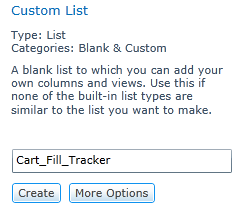 Custom List
Type: List
Categories: Blank & Custom
A blank list to which you can add your
own columns and views. Use this if
none of the built-in list types are
similar to the list you want to make.
Cart_Fill_Tracker
Create More Options